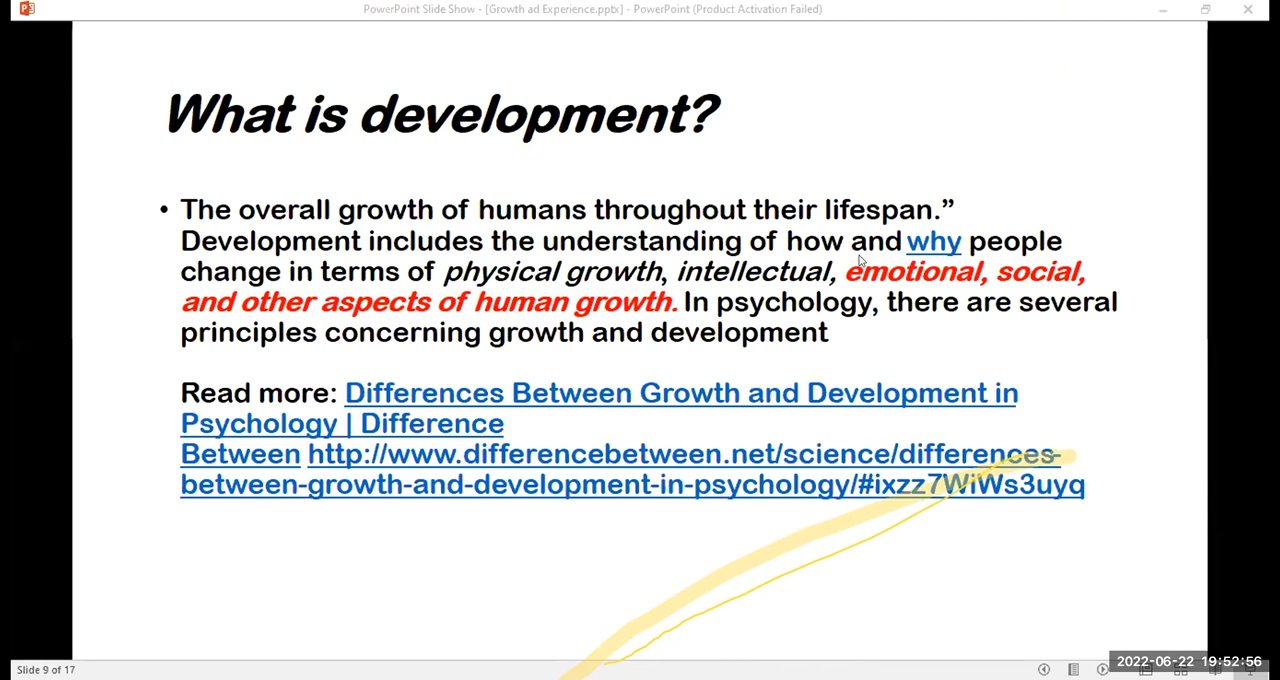 PowerPoint Slide Show - [Growth ad Experience.pptx] - PowerPoint (Product Activation Failed)
What is development?
• The overall growth of humans throughout their lifespan.”
Development includes the understanding of how and why people
change in terms of physical growth, intellectual, emotional, social,
and other aspects of human growth. In psychology, there are several
principles concerning growth and development
Read more: Differences Between Growth and Development in
Psychology | Difference
Between http://www.differencebetween.net/science/differences-
between-growth-and-development-in-psychology/#ixzz7WiWs3uyq
Slide 9 of 17
2022-06-22 19:52:56